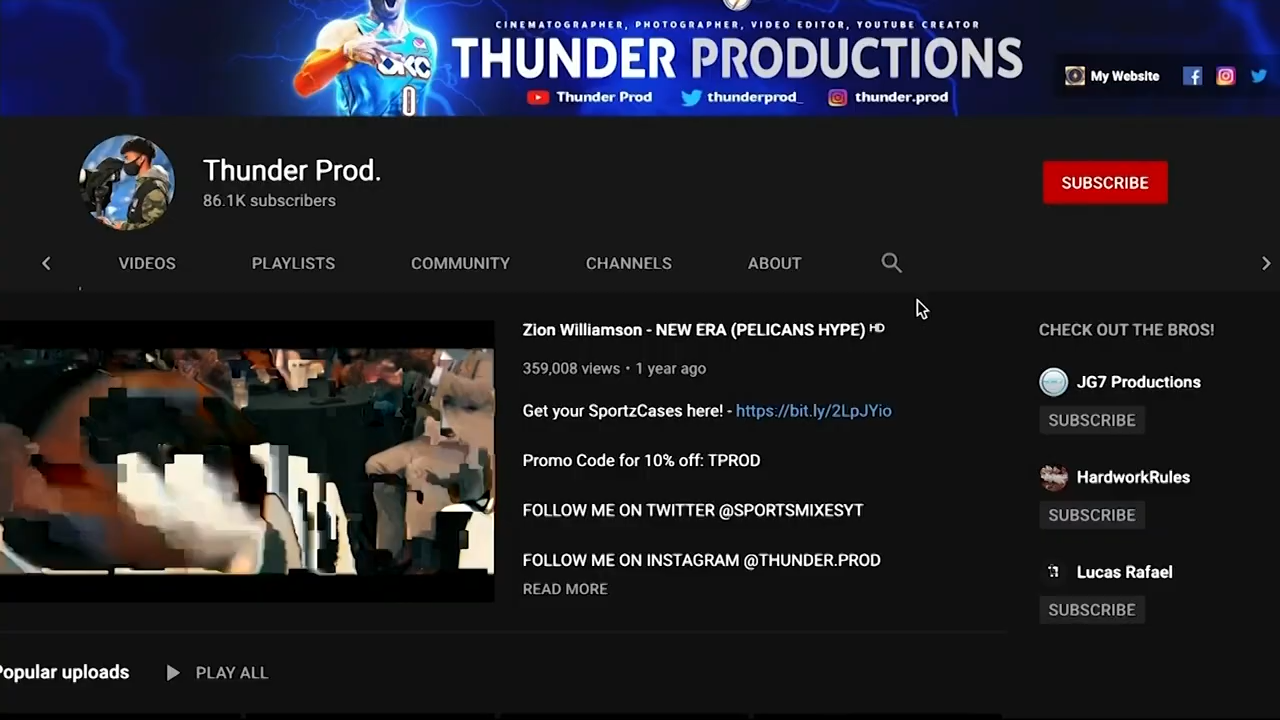 CINEMATOGRAPHER, PHOTOGRAPHER, VIDEO EDITOR, YOUTUBE CREATOR
THUNDER PRODUCTIONS
Thunder Prod thunderprod_ thunder.prod
My Website
OKC
0
Thunder Prod.
86.1K subscribers
SUBSCRIBE
VIDEOS PLAYLISTS COMMUNITY CHANNELS ABOUT
Zion Williamson - NEW ERA (PELICANS HYPE) ᴴᴰ
359,008 views • 1 year ago
Get your SportzCases here! - https://bit.ly/2LpJYio
Promo Code for 10% off: TPROD
FOLLOW ME ON TWITTER @SPORTSMIXESYT
FOLLOW ME ON INSTAGRAM @THUNDER.PROD
READ MORE
CHECK OUT THE BROS!
JG7 Productions
SUBSCRIBE
HardworkRules
SUBSCRIBE
Lucas Rafael
SUBSCRIBE
Popular uploads PLAY ALL